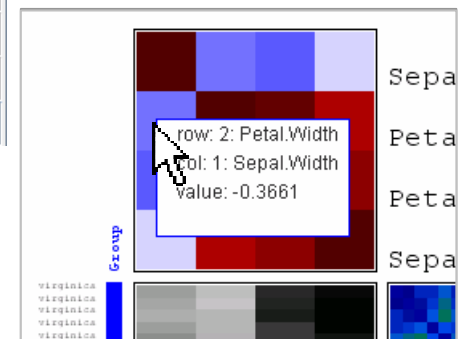 Sepa
row: 2: Petal.Width
Peta
col: 1: Sepal.Width
value: -0.3661
Peta
Group
Sepa
virginica
virginica
virginica
virginica
virginica